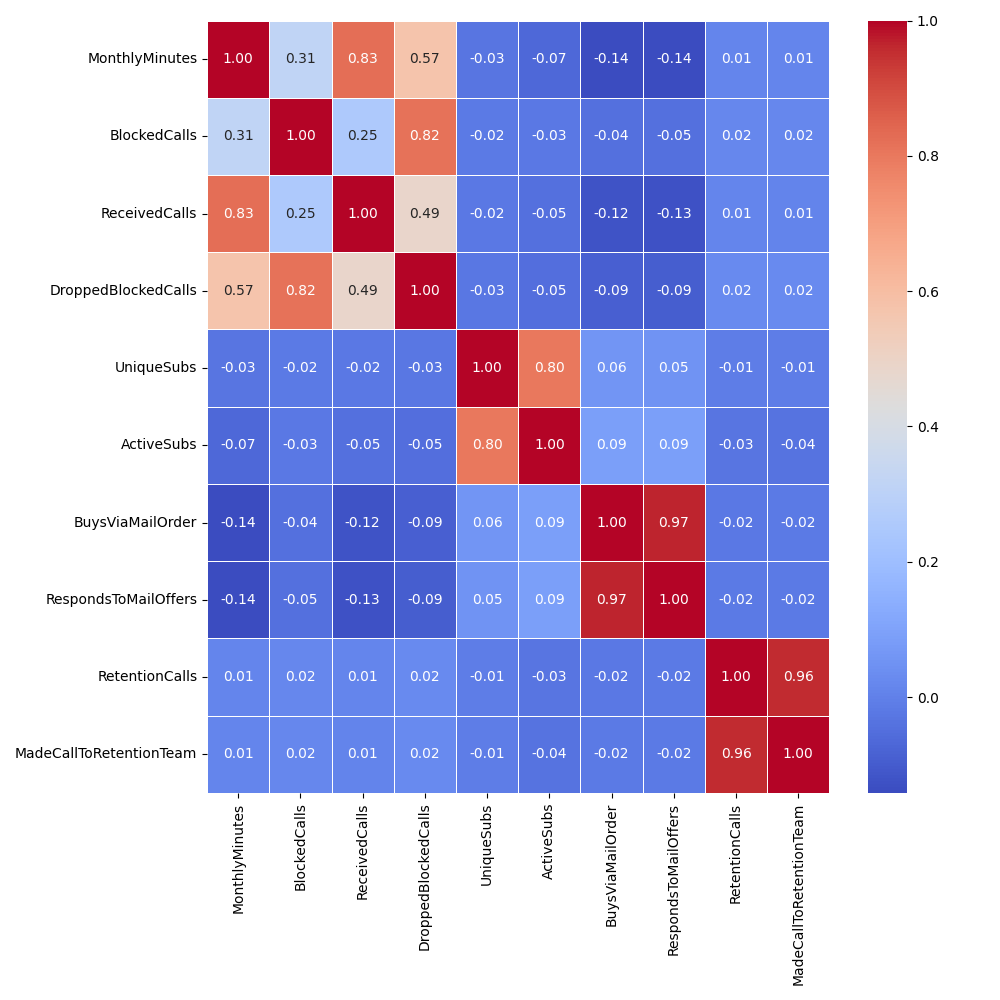 MonthlyMinutes 1.00 0.31 0.83 0.57 -0.03 -0.07 -0.14 -0.14 0.01 0.01
BlockedCalls 0.31 1.00 0.25 0.82 -0.02 -0.03 -0.04 -0.05 0.02 0.02
ReceivedCalls 0.83 0.25 1.00 0.49 -0.02 -0.05 -0.12 -0.13 0.01 0.01
DroppedBlockedCalls 0.57 0.82 0.49 1.00 -0.03 -0.05 -0.09 -0.09 0.02 0.02
UniqueSubs -0.03 -0.02 -0.02 -0.03 1.00 0.80 0.06 0.05 -0.01 -0.01
ActiveSubs -0.07 -0.03 -0.05 -0.05 0.80 1.00 0.09 0.09 -0.03 -0.04
BuysViaMailOrder -0.14 -0.04 -0.12 -0.09 0.06 0.09 1.00 0.97 -0.02 -0.02
RespondsToMailOffers -0.14 -0.05 -0.13 -0.09 0.05 0.09 0.97 1.00 -0.02 -0.02
RetentionCalls 0.01 0.02 0.01 0.02 -0.01 -0.03 -0.02 -0.02 1.00 0.96
MadeCallToRetentionTeam 0.01 0.02 0.01 0.02 -0.01 -0.04 -0.02 -0.02 0.96 1.00
MonthlyMinutes
BlockedCalls
ReceivedCalls
DroppedBlockedCalls
UniqueSubs
ActiveSubs
BuysViaMailOrder
RespondsToMailOffers
RetentionCalls
MadeCallToRetentionTeam
1.0
0.8
0.6
0.4
0.2
0.0